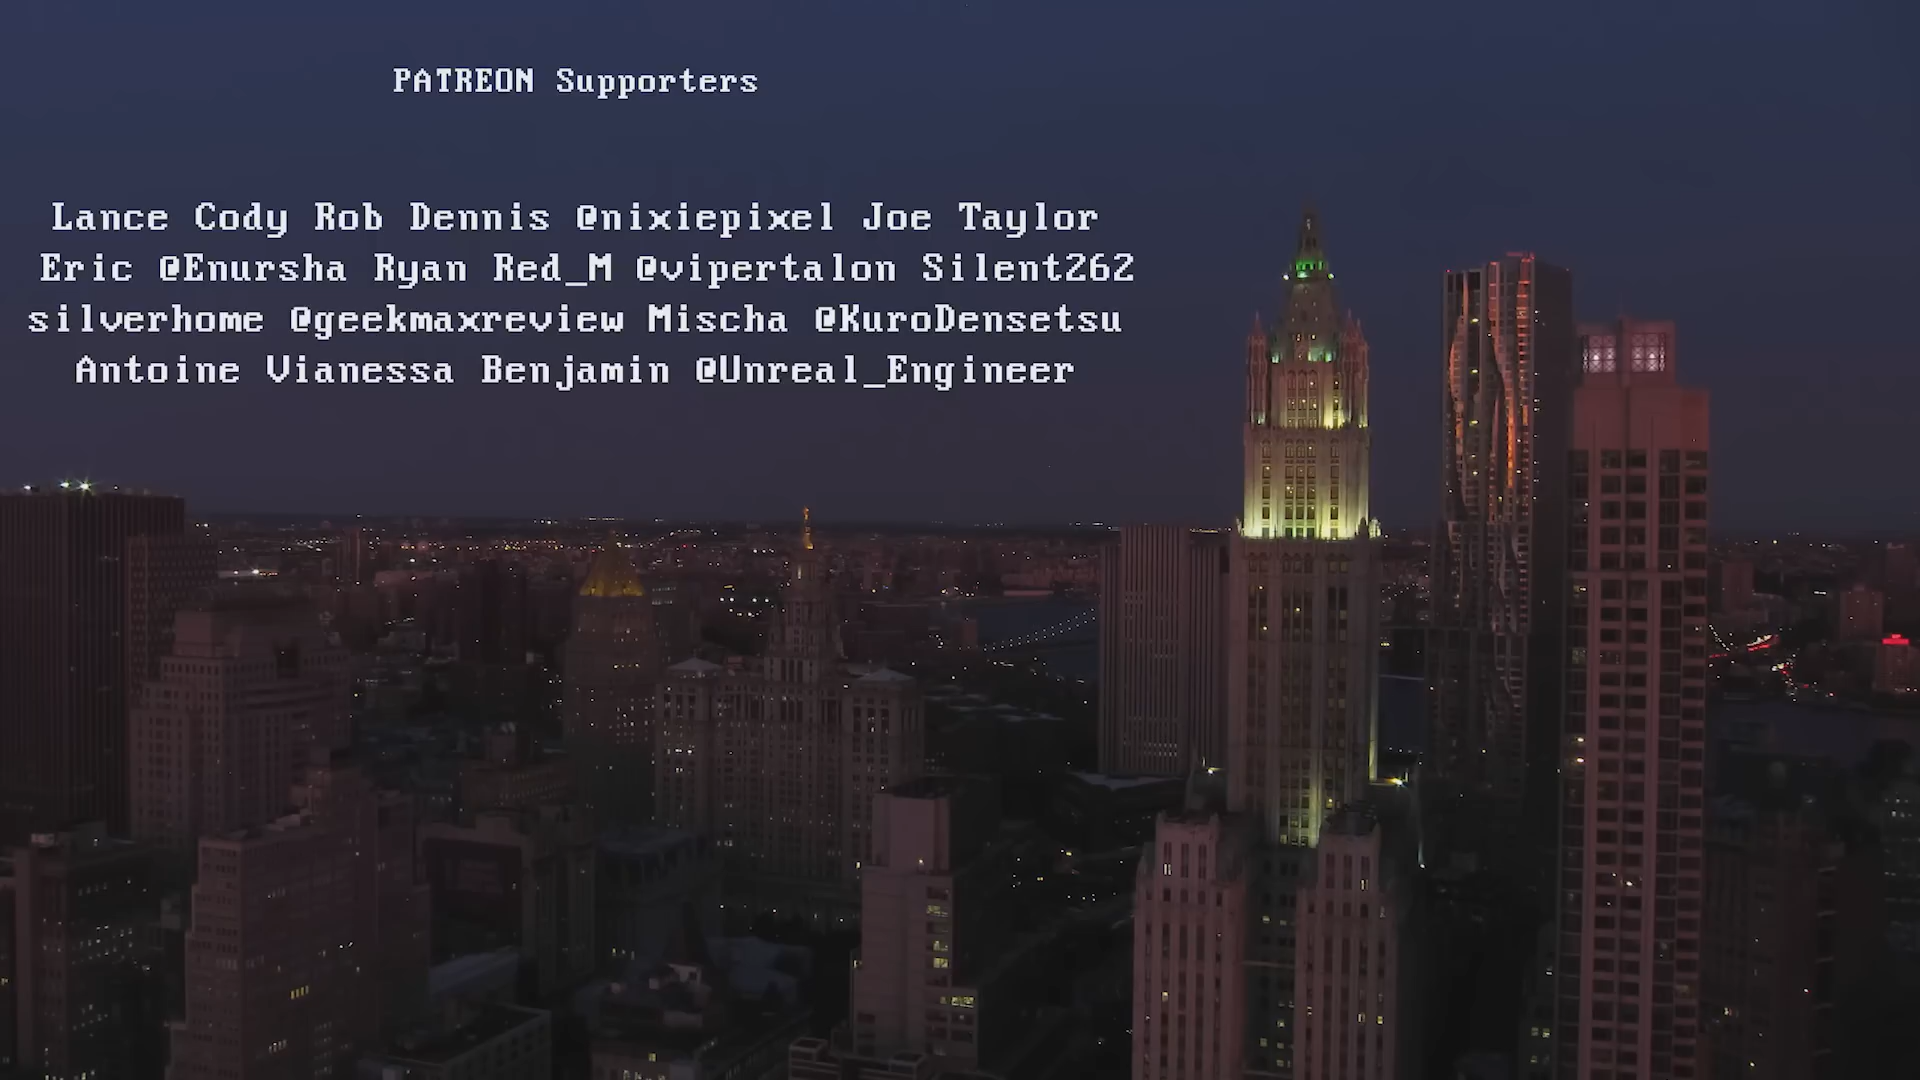 PATREON Supporters
Lance Cody Rob Dennis @nixiepixel Joe Taylor
Eric @Enursha Ryan Red_M @vipertalon Silent262
silverhome @geekmaxreview Mischa @KuroDensetsu
Antoine Vianessa Benjamin @Unreal_Engineer